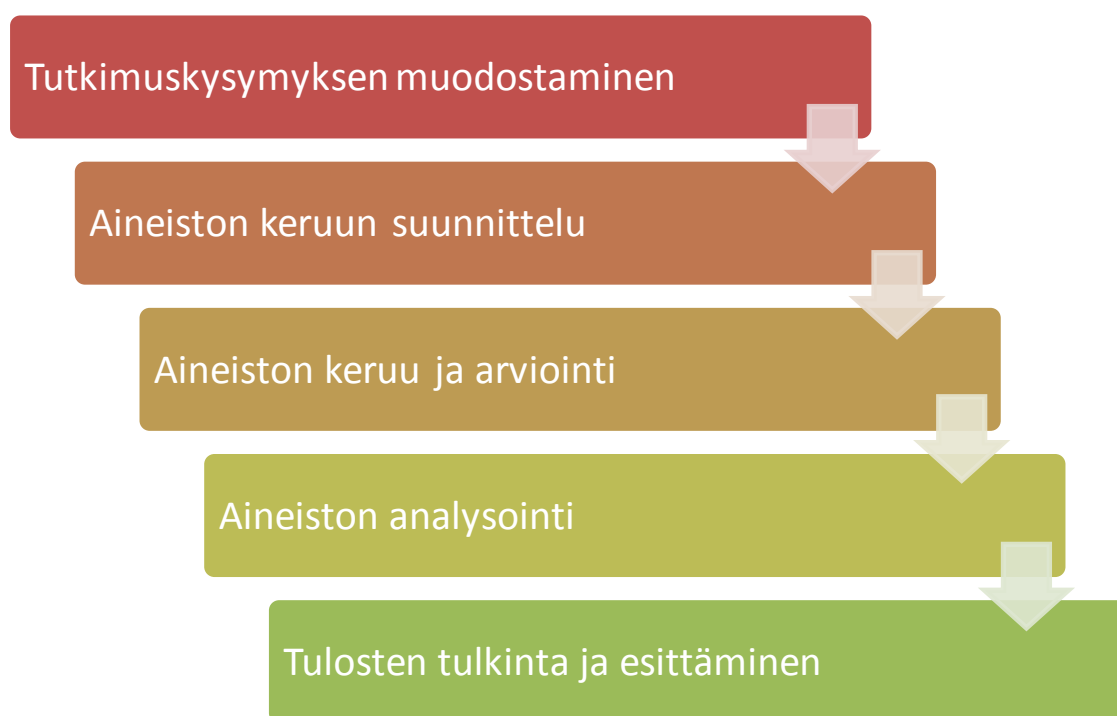 Tutkimuskysymyksen muodostaminen
Aineiston keruun suunnittelu
Aineiston keruu ja arviointi
Aineiston analysointi
Tulosten tulkinta ja esittäminen